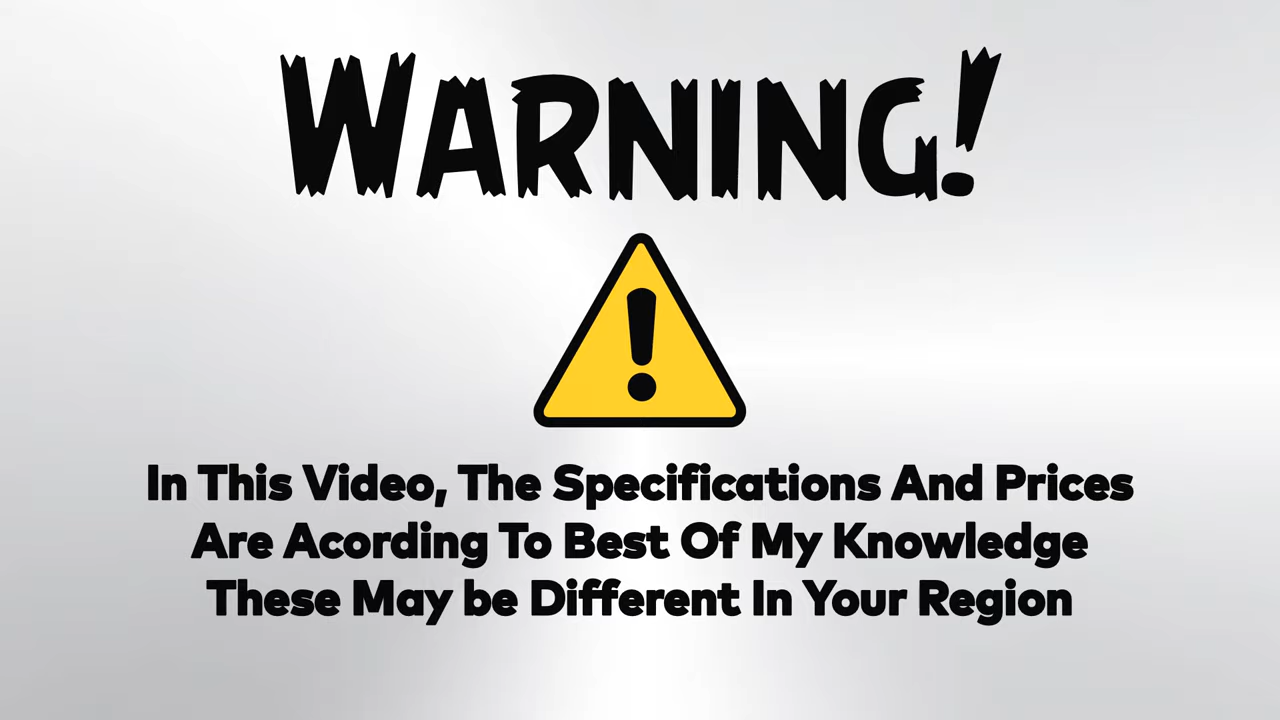 WARNING!
In This Video, The Specifications And Prices
Are Acording To Best Of My Knowledge
These May be Different In Your Region